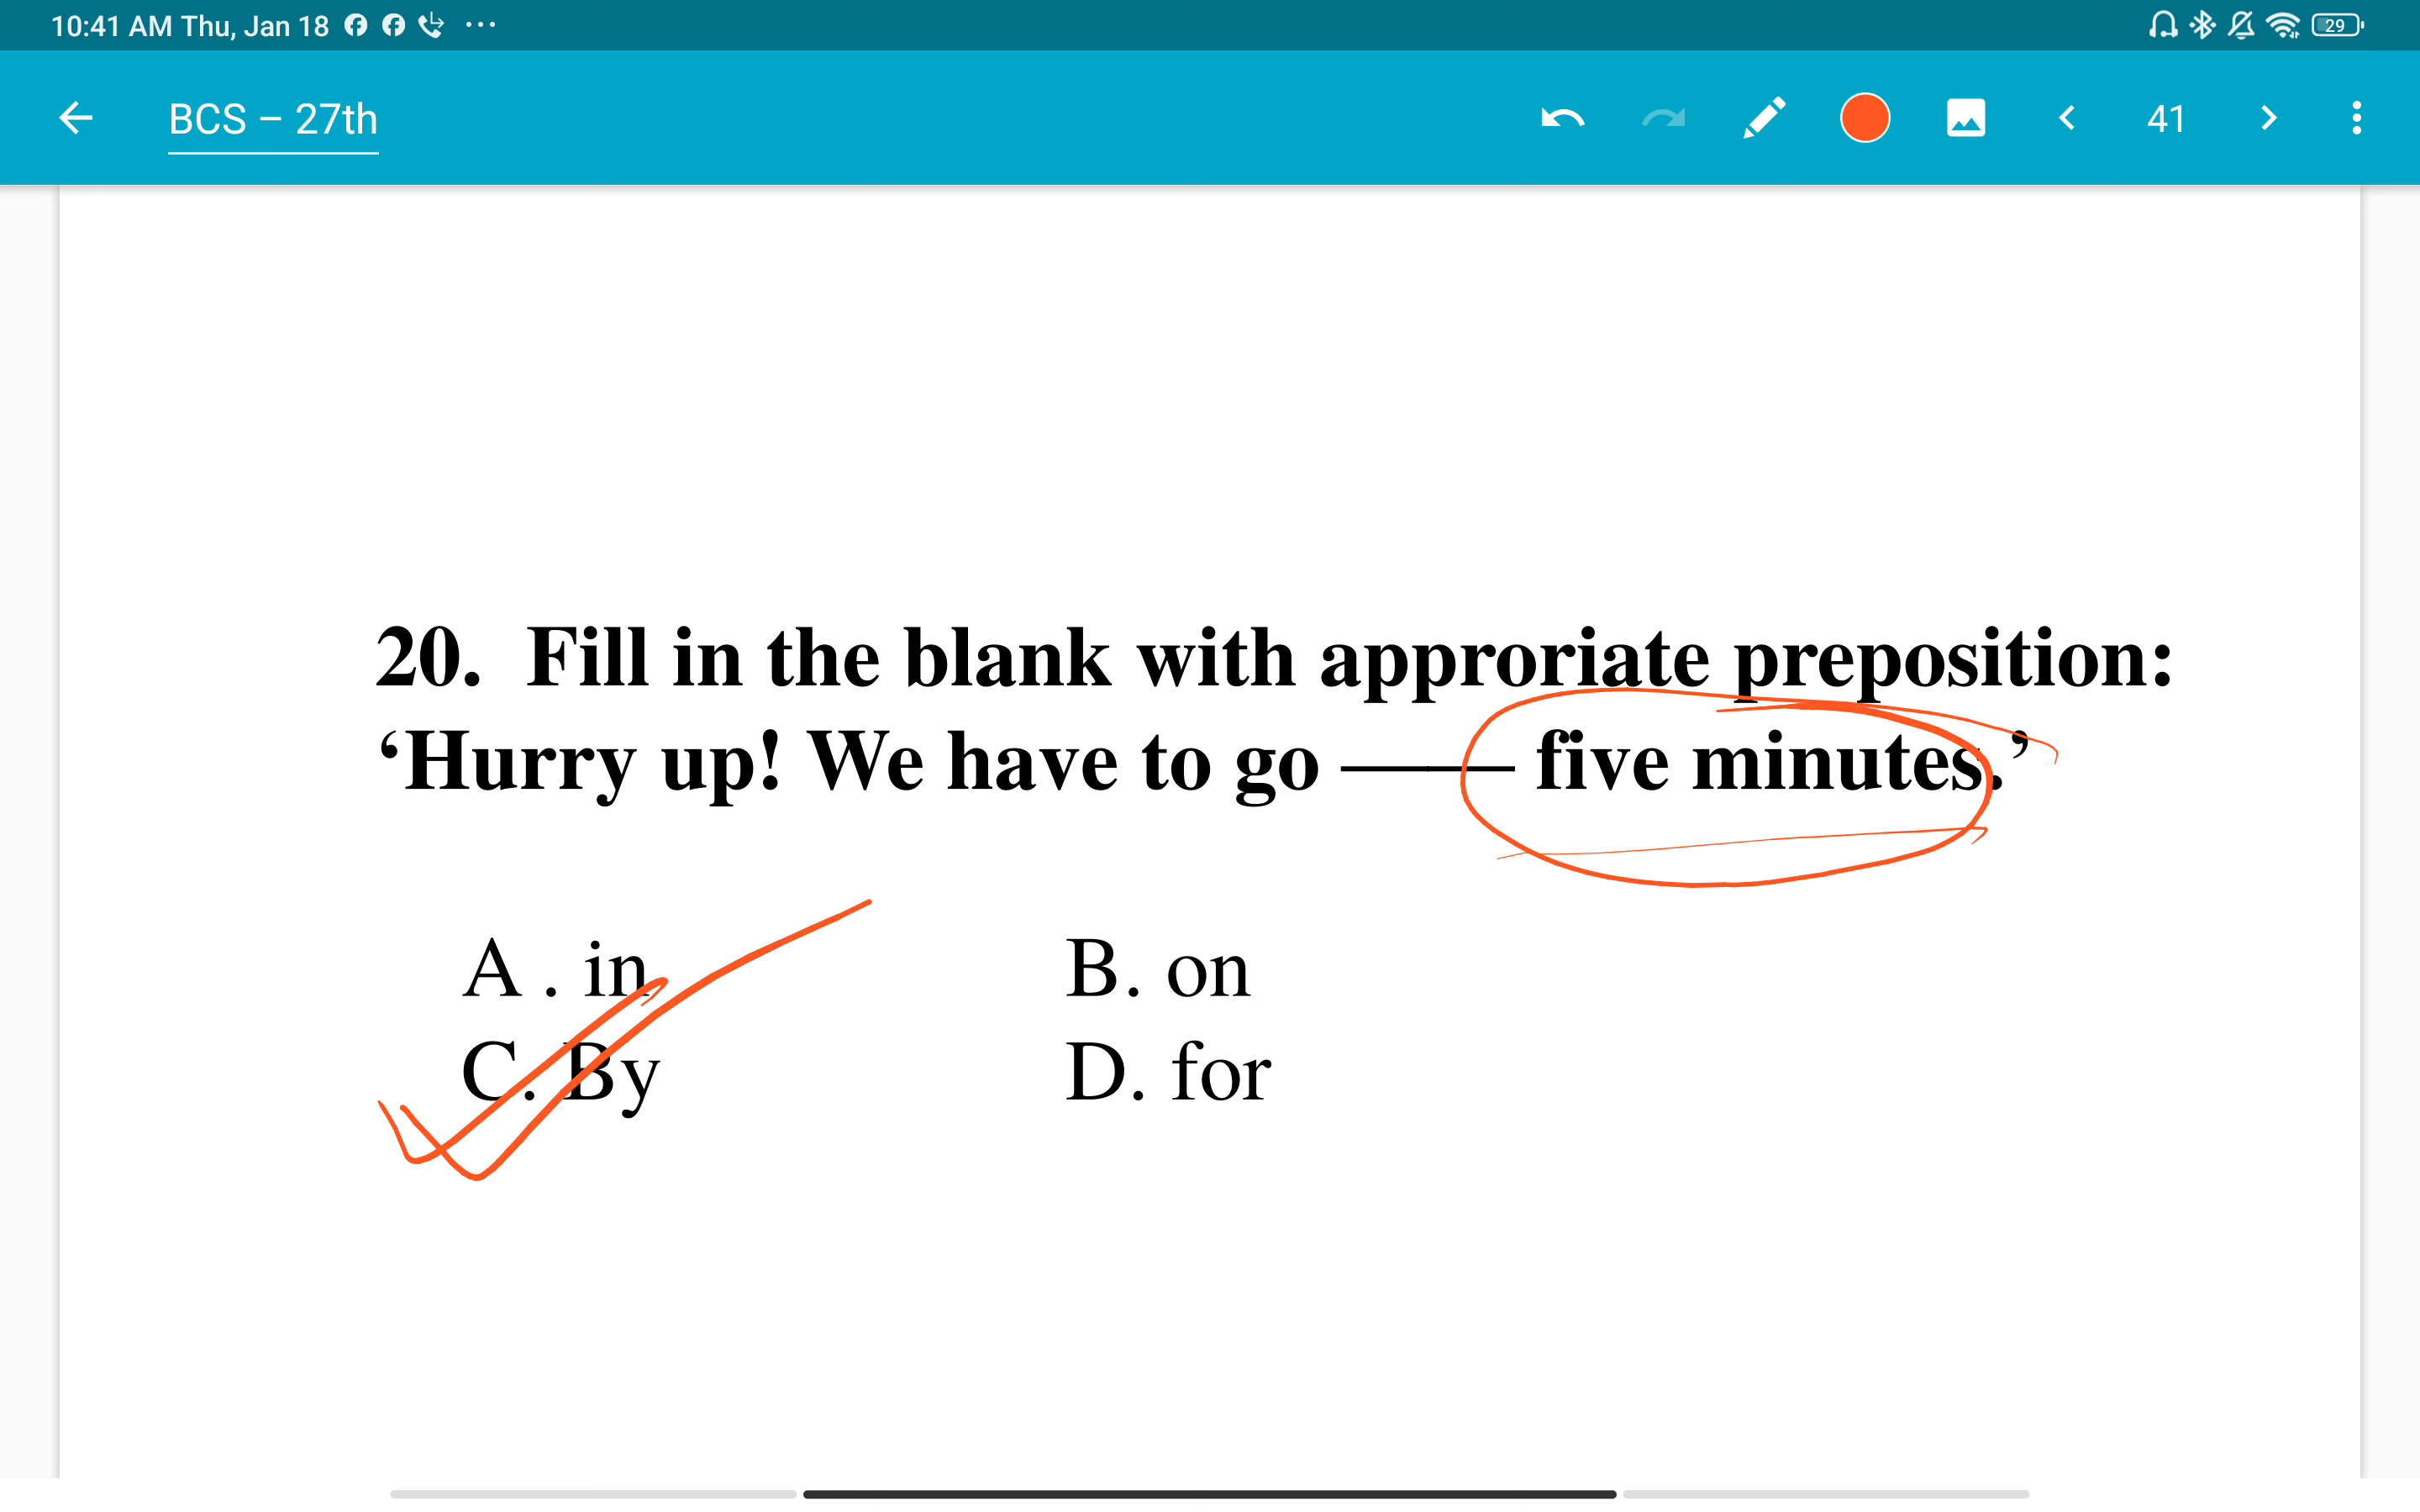 10:41 AM Thu, Jan 18
29
BCS – 27th
41
20. Fill in the blank with approriate preposition:
‘Hurry up! We have to go —— five minutes.’
A . in B. on
C. By D. for